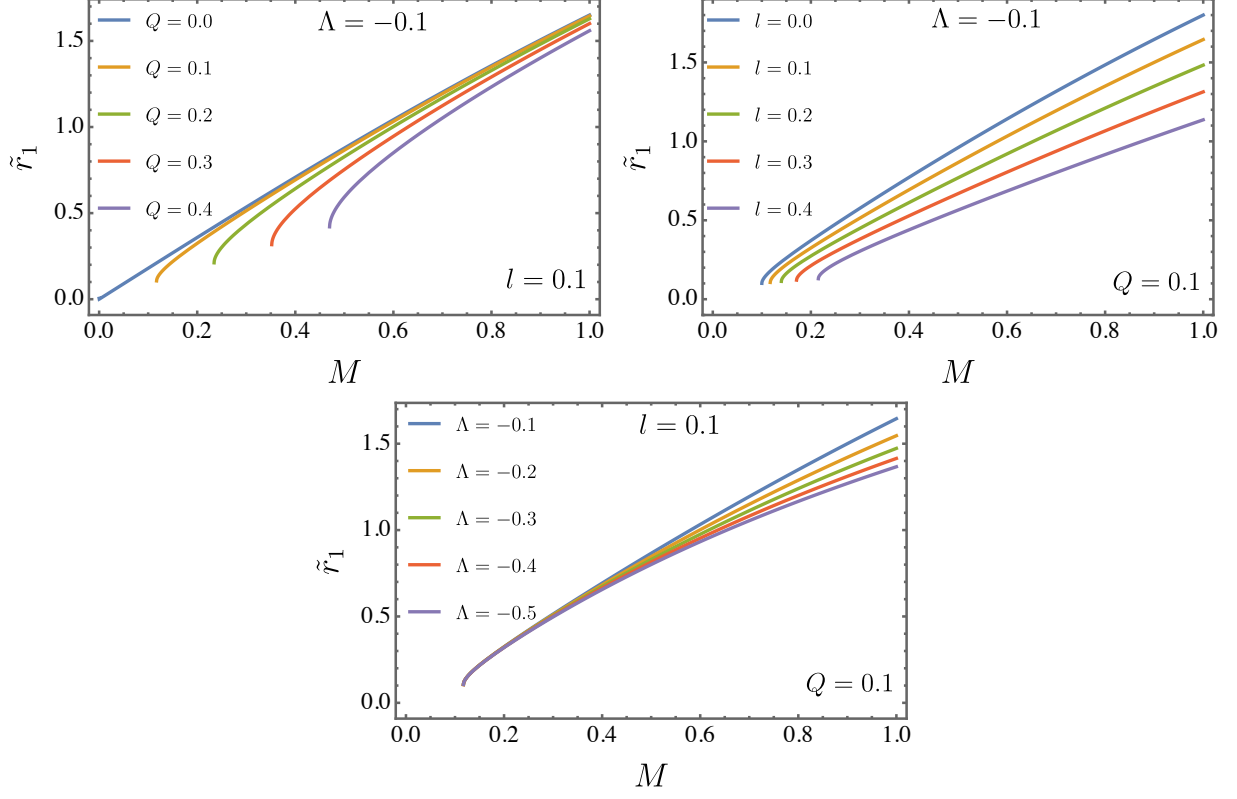 Q = 0.0
Q = 0.1
Q = 0.2
Q = 0.3
Q = 0.4
Λ = −0.1
l = 0.1
1.5
1.0
0.5
0.0
r̃₁
0.0 0.2 0.4 0.6 0.8 1.0
M
l = 0.0
l = 0.1
l = 0.2
l = 0.3
l = 0.4
Λ = −0.1
Q = 0.1
1.5
1.0
0.5
0.0
r̃₁
0.0 0.2 0.4 0.6 0.8 1.0
M
Λ = −0.1
Λ = −0.2
Λ = −0.3
Λ = −0.4
Λ = −0.5
l = 0.1
Q = 0.1
1.5
1.0
0.5
0.0
r̃₁
0.0 0.2 0.4 0.6 0.8 1.0
M